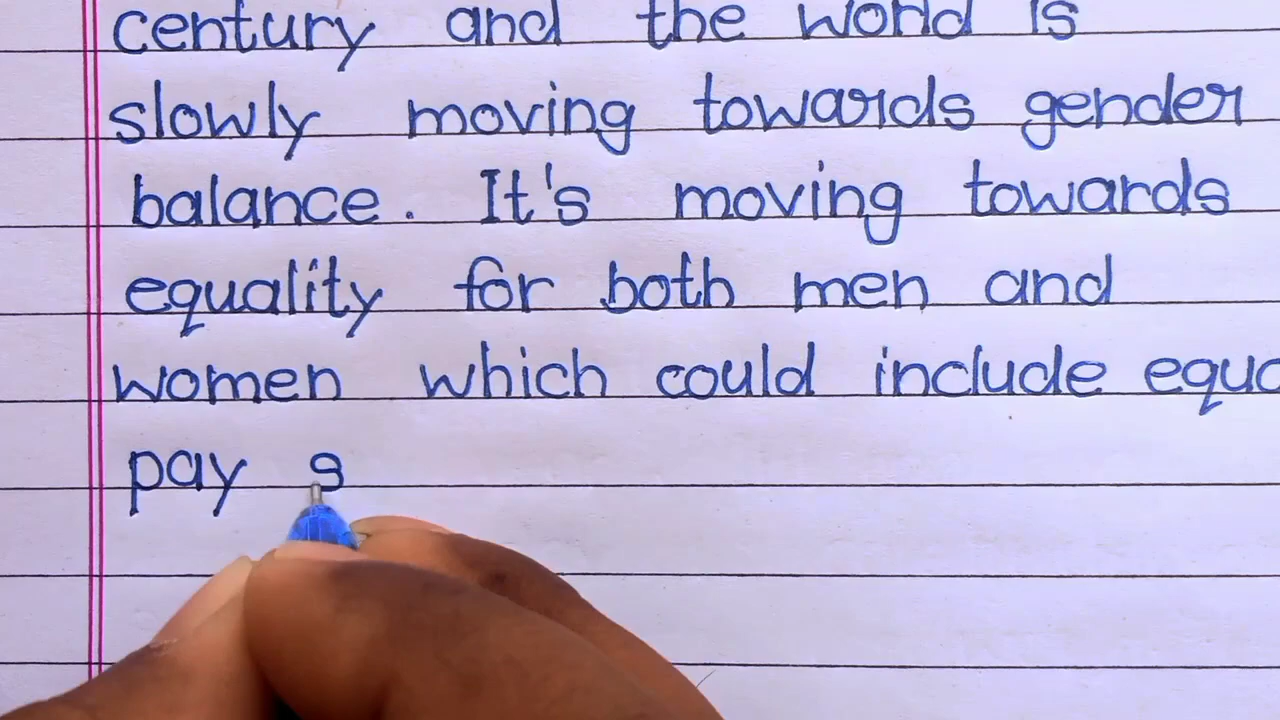 century and the world is
slowly moving towards gender
balance. It's moving towards
equality for both men and
women which could include equa
pay s